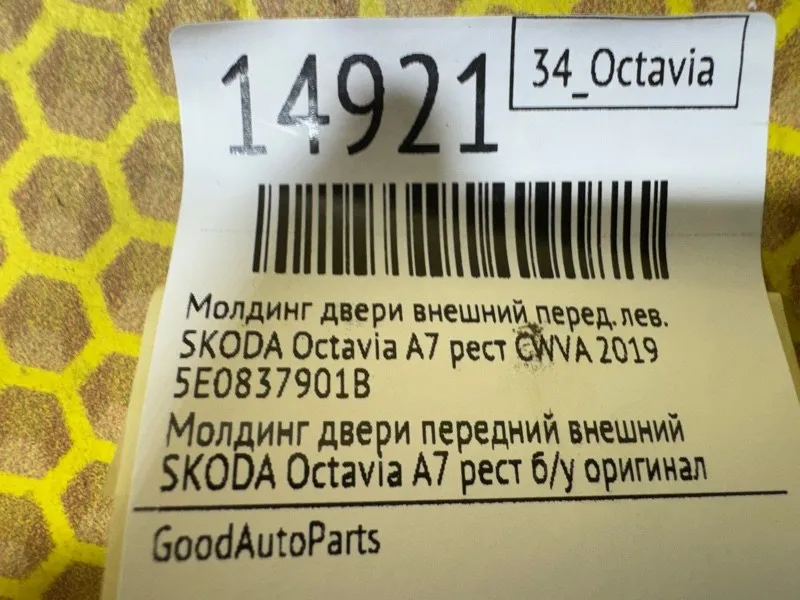 14921
34_Octavia
Молдинг двери внешний перед. лев.
SKODA Octavia A7 рест CWVA 2019
5E0837901B
Молдинг двери передний внешний
SKODA Octavia A7 рест б/у оригинал
GoodAutoParts